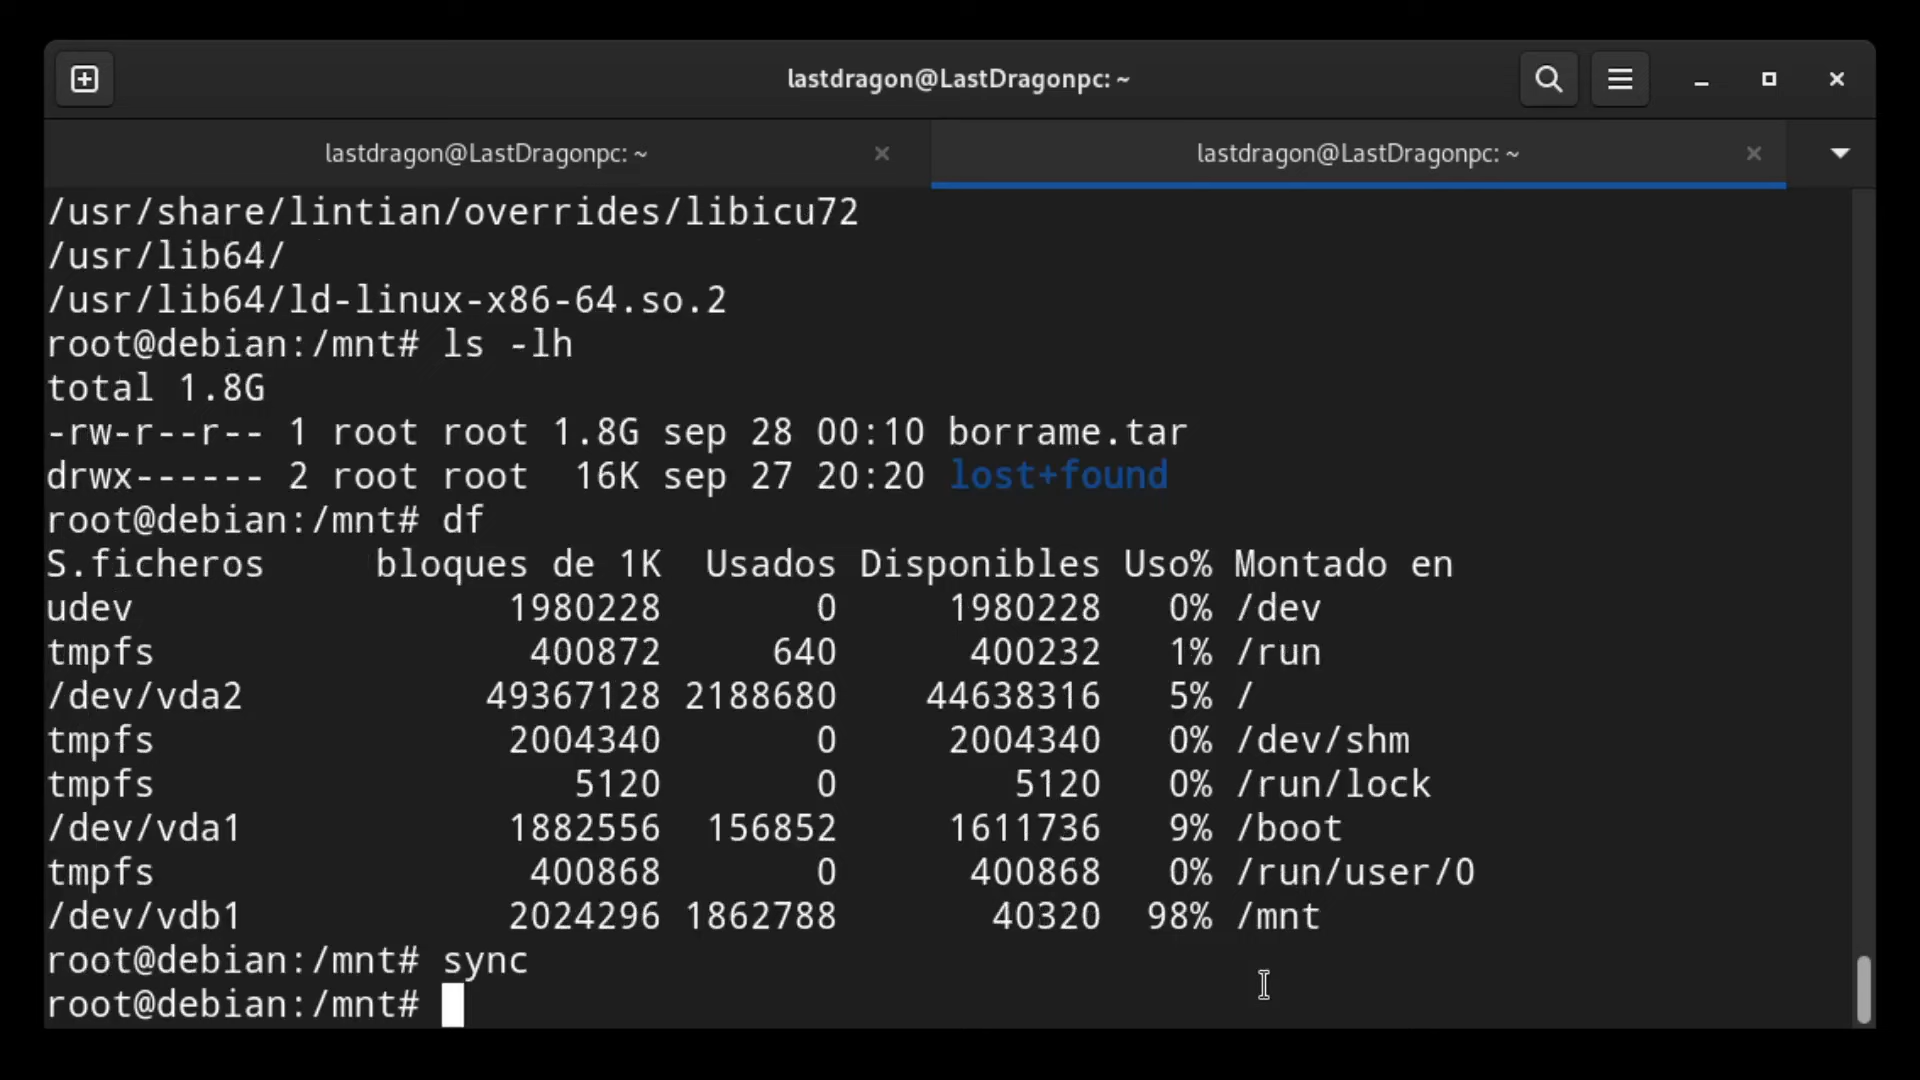 lastdragon@LastDragonpc: ~
lastdragon@LastDragonpc: ~
lastdragon@LastDragonpc: ~
/usr/share/lintian/overrides/libicu72
/usr/lib64/
/usr/lib64/ld-linux-x86-64.so.2
root@debian:/mnt# ls -lh
total 1.8G
-rw-r--r-- 1 root root 1.8G sep 28 00:10 borrame.tar
drwx------ 2 root root  16K sep 27 20:20 lost+found
root@debian:/mnt# df
S.ficheros     bloques de 1K  Usados Disponibles Uso% Montado en
udev                 1980228       0     1980228   0% /dev
tmpfs                 400872     640      400232   1% /run
/dev/vda2           49367128 2188680    44638316   5% /
tmpfs                2004340       0     2004340   0% /dev/shm
tmpfs                   5120       0        5120   0% /run/lock
/dev/vda1            1882556  156852     1611736   9% /boot
tmpfs                 400868       0      400868   0% /run/user/0
/dev/vdb1            2024296 1862788       40320  98% /mnt
root@debian:/mnt# sync
root@debian:/mnt#